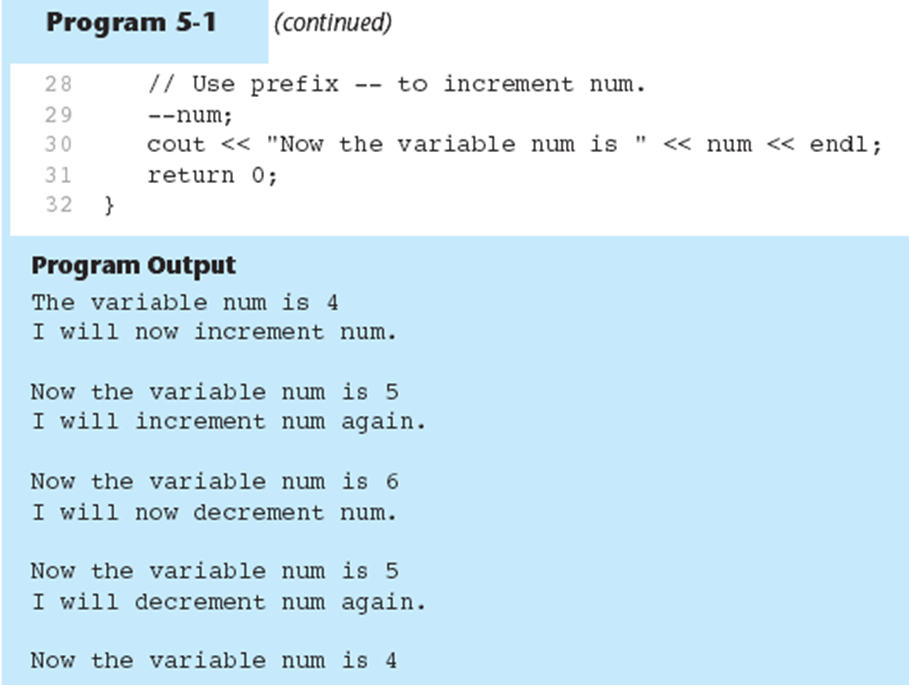 Program 5-1 (continued)
28 // Use prefix -- to increment num.
29 --num;
30 cout << "Now the variable num is " << num << endl;
31 return 0;
32 }
Program Output
The variable num is 4
I will now increment num.
Now the variable num is 5
I will increment num again.
Now the variable num is 6
I will now decrement num.
Now the variable num is 5
I will decrement num again.
Now the variable num is 4